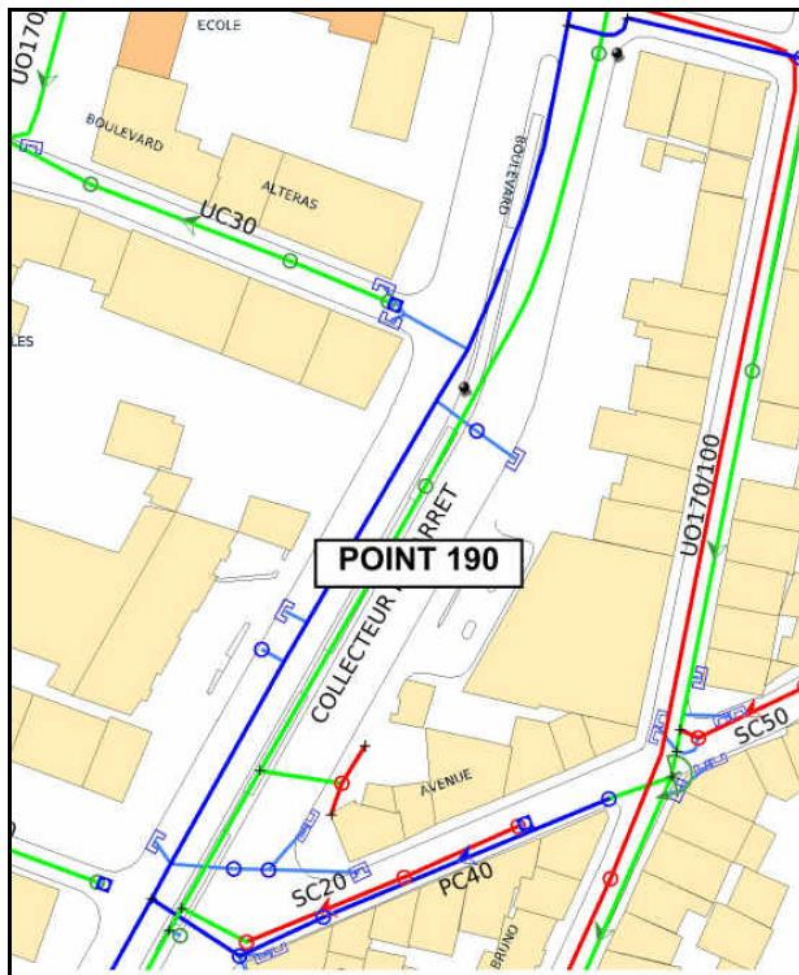 ECOLE
UO170/
BOULEVARD
BOULEVARD
ALTERAS
UC30
LES
UO170/100
POINT 190
COLLECTEUR
SC50
AVENUE
SC20
PC40
BRUNO